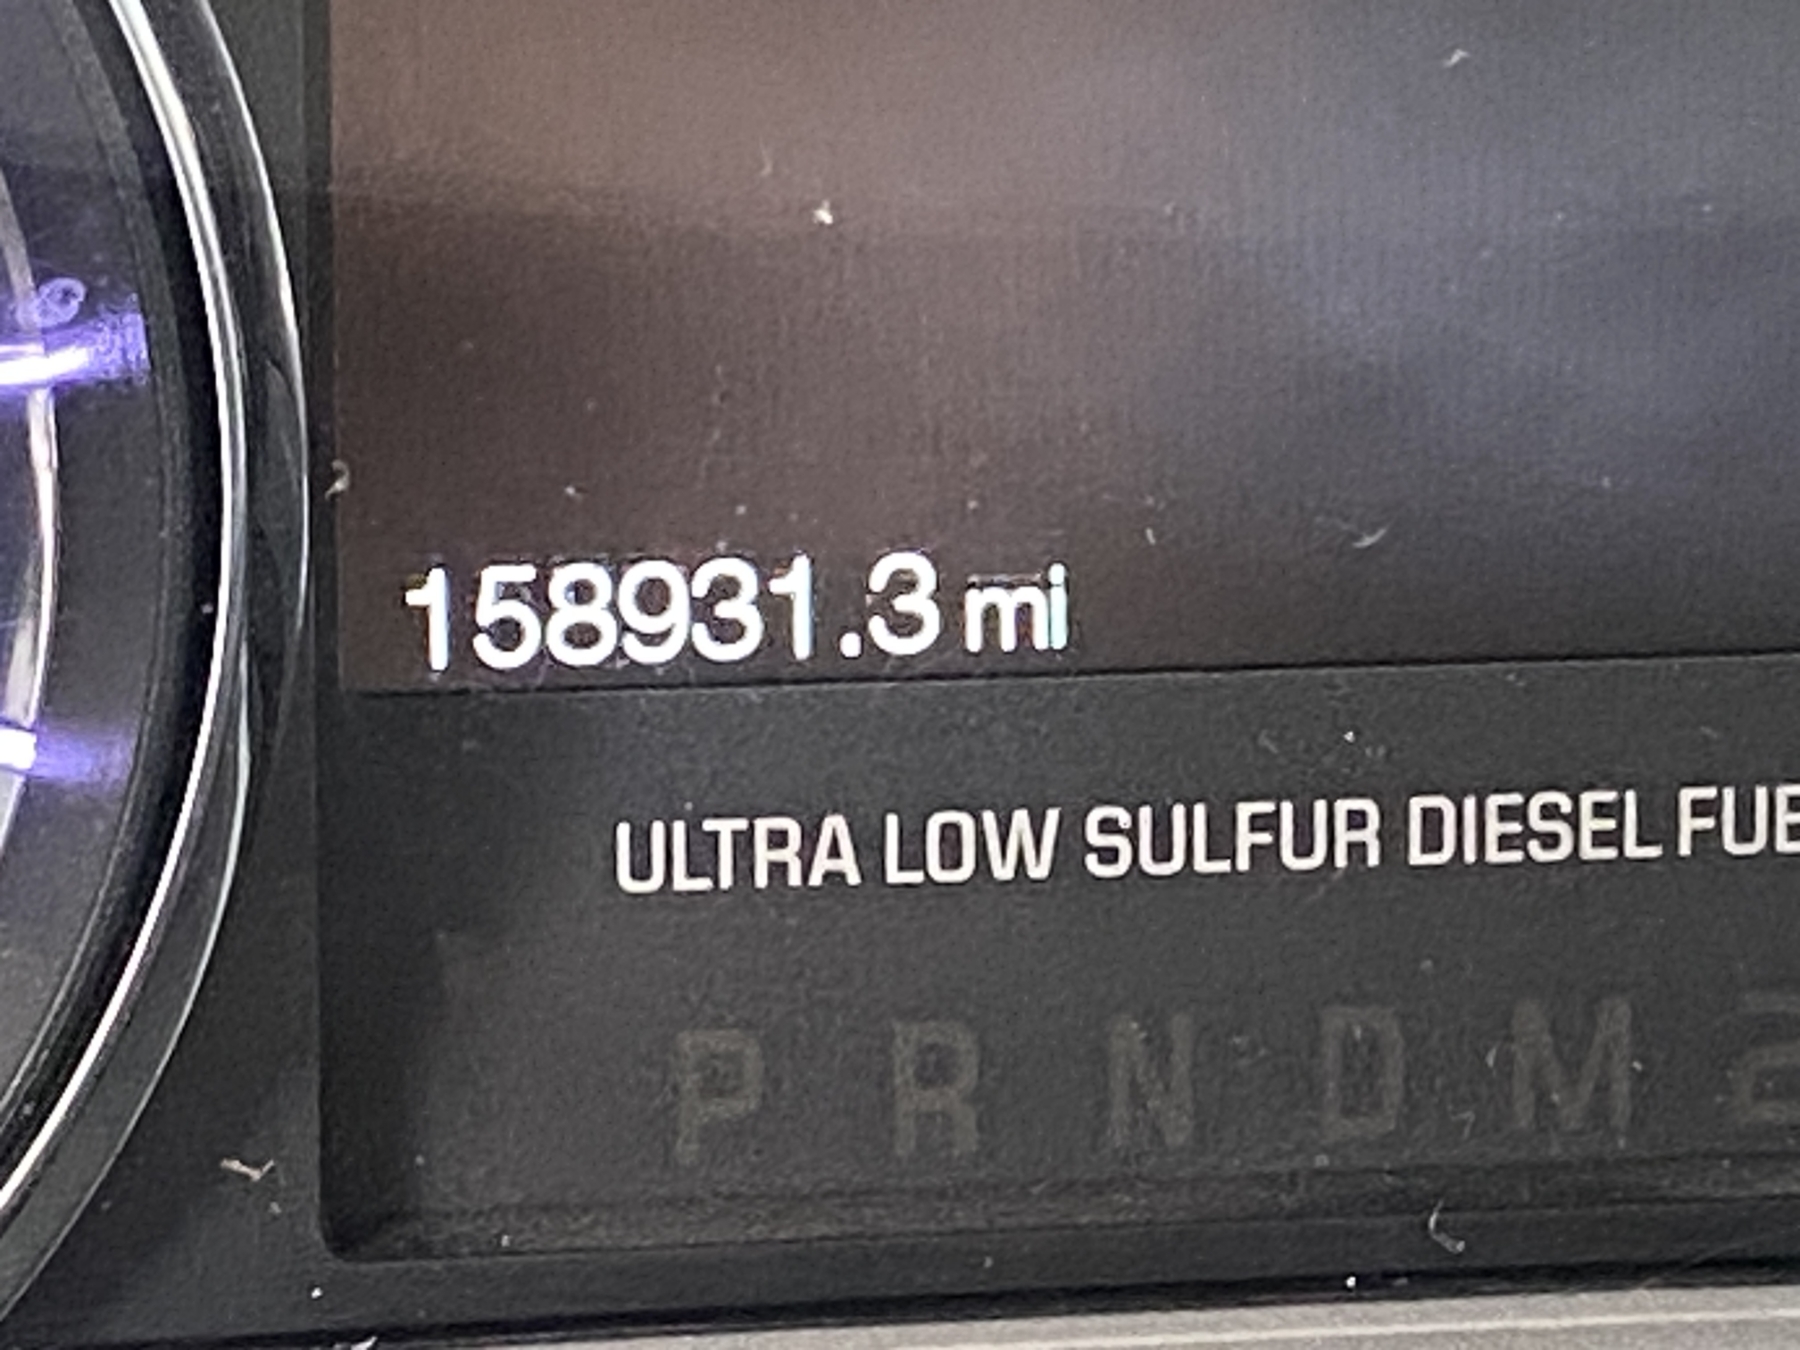 158931.3 mi
ULTRA LOW SULFUR DIESEL
P R N D M